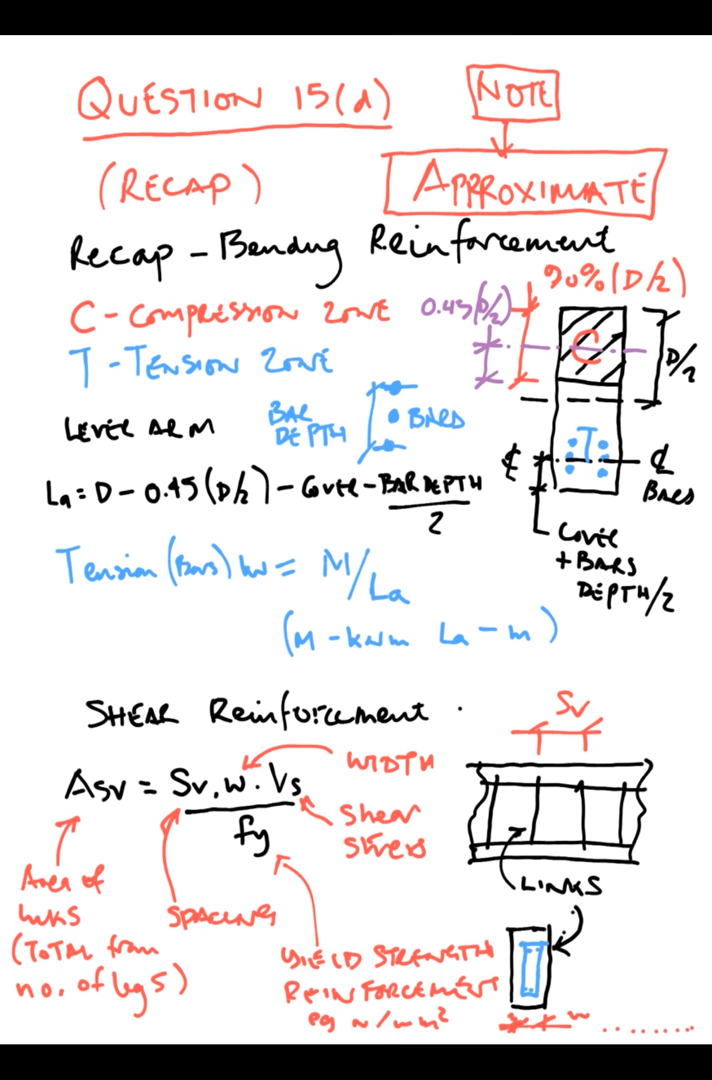 QUESTION 15(d)
NOTE
(RECAP)
APPROXIMATE
Recap - Bending Reinforcement
90% (D/2)
C - COMPRESSION ZONE
0.45(D/2)
C
T - TENSION ZONE
D/2
LEVER ARM
BAR DEPTH
BARS
T
℄
℄ BARS
La = D - 0.45(D/2) - Cover - BAR DEPTH
2
COVER
+ BARS
DEPTH/2
Tension (Bars) kN = M/La
(M - kNm La - m)
SHEAR Reinforcement
Sv
Asv = Sv.w.Vs
fy
WIDTH
Shear
stress
LINKS
Area of
links
(TOTAL from
no. of legs)
SPACING
YIELD STRENGTH
REINFORCEMENT
eg N/mm²
w
........